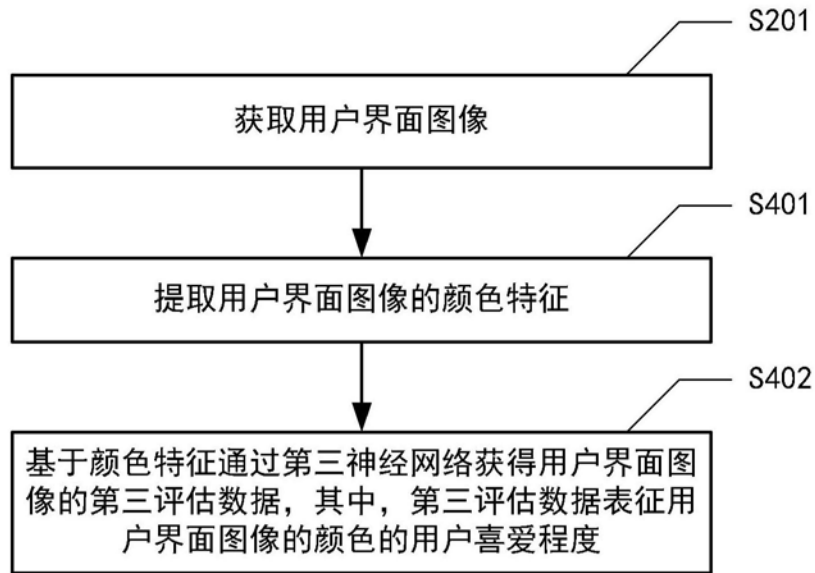 S201
获取用户界面图像
S401
提取用户界面图像的颜色特征
S402
基于颜色特征通过第三神经网络获得用户界面图
像的第三评估数据，其中，第三评估数据表征用
户界面图像的颜色的用户喜爱程度